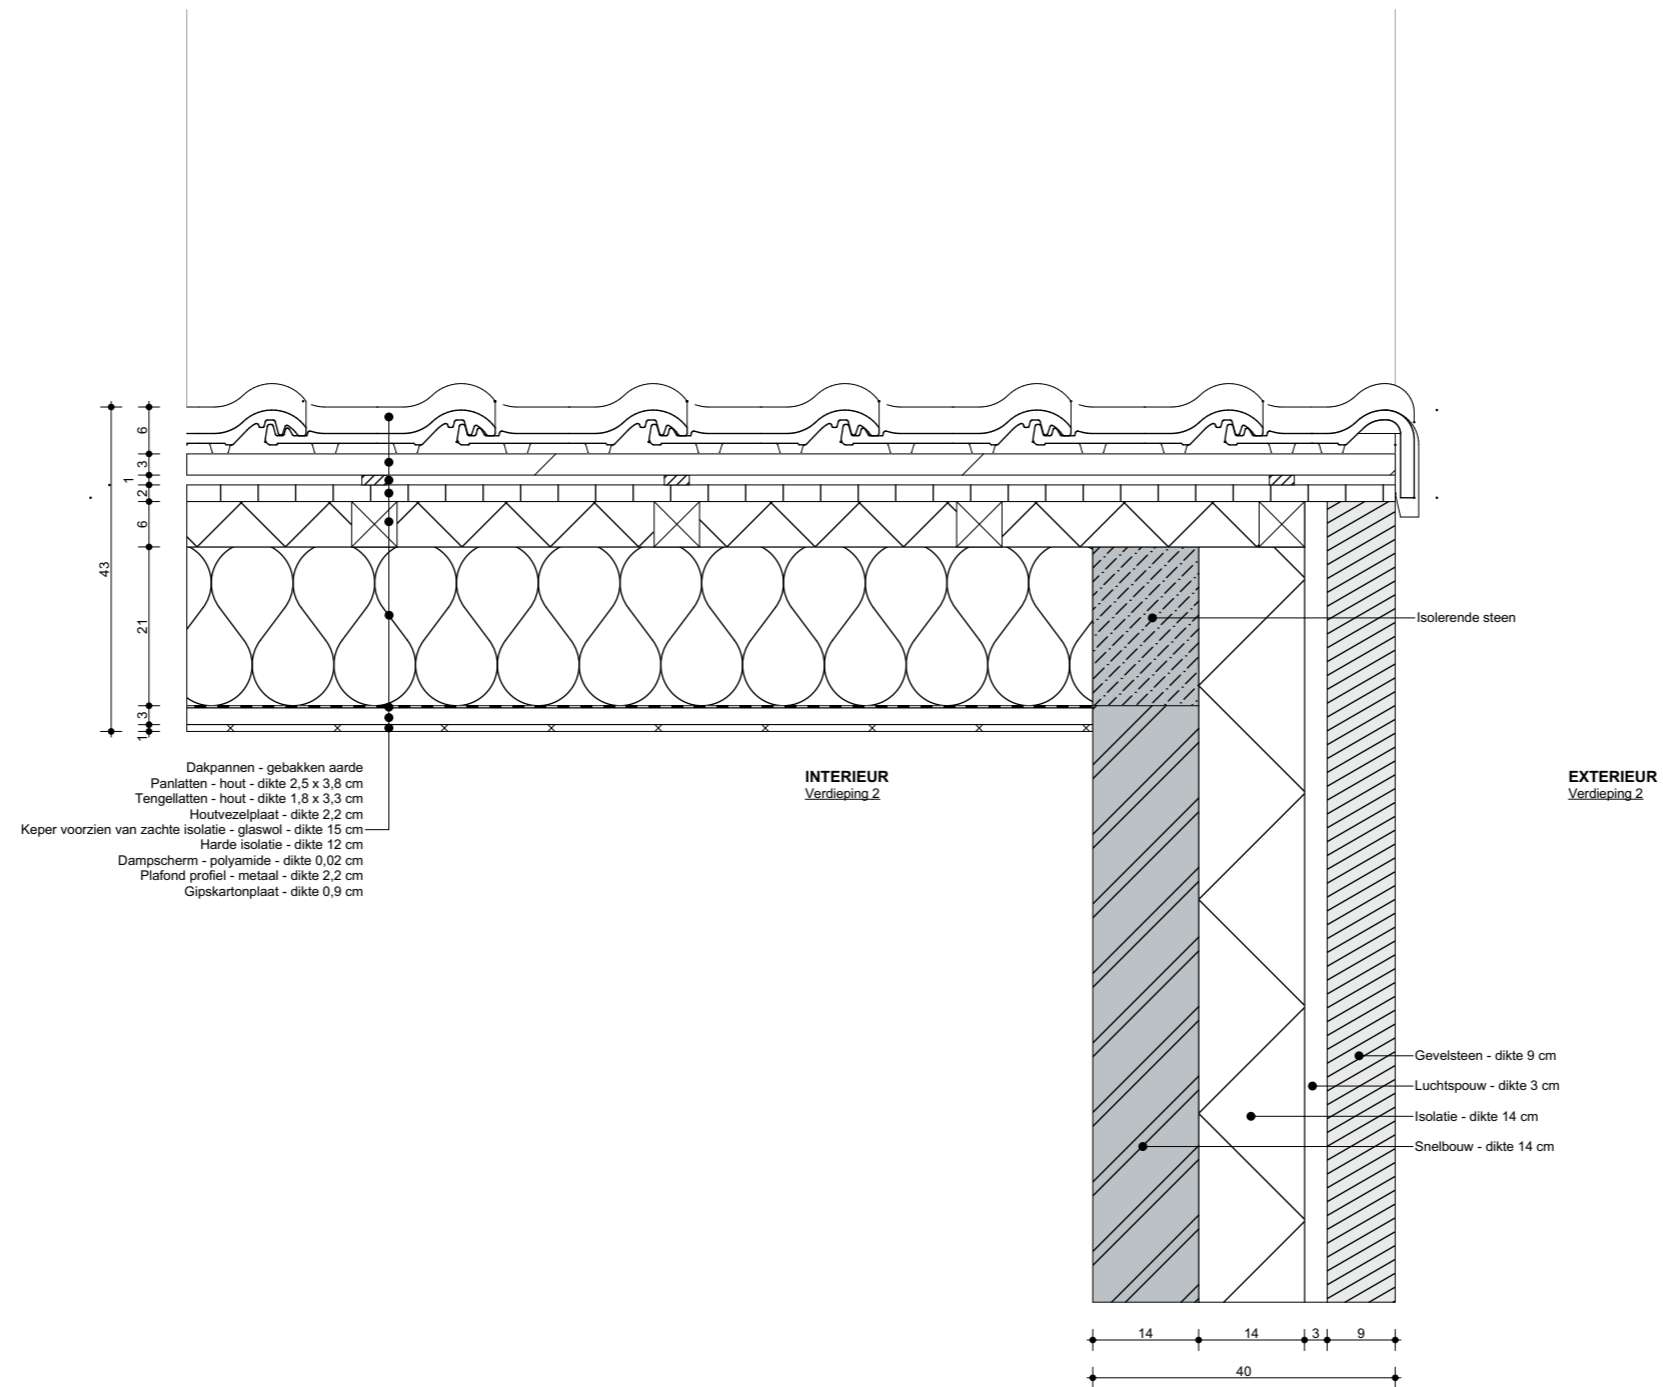 6
3
1
2
6
21
3
1
43
Isolerende steen
Dakpannen - gebakken aarde
Panlatten - hout - dikte 2,5 x 3,8 cm
Tengellatten - hout - dikte 1,8 x 3,3 cm
Houtvezelplaat - dikte 2,2 cm
Keper voorzien van zachte isolatie - glaswol - dikte 15 cm
Harde isolatie - dikte 12 cm
Dampscherm - polyamide - dikte 0,02 cm
Plafond profiel - metaal - dikte 2,2 cm
Gipskartonplaat - dikte 0,9 cm
INTERIEUR
Verdieping 2
EXTERIEUR
Verdieping 2
Gevelsteen - dikte 9 cm
Luchtspouw - dikte 3 cm
Isolatie - dikte 14 cm
Snelbouw - dikte 14 cm
14 14 3 9
40